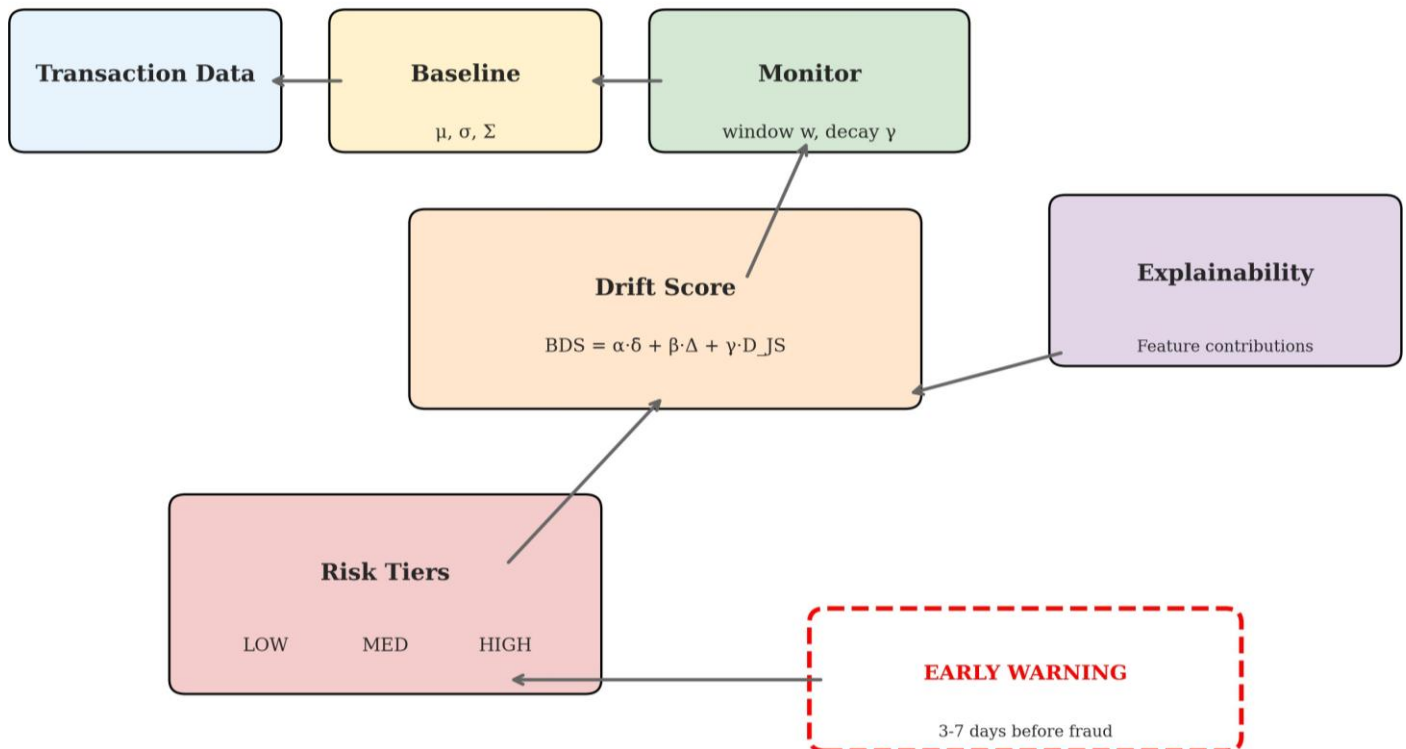 Transaction Data
Baseline
μ, σ, Σ
Monitor
window w, decay γ
Drift Score
BDS = α·δ + β·Δ + γ·D_JS
Explainability
Feature contributions
Risk Tiers
LOW MED HIGH
EARLY WARNING
3-7 days before fraud